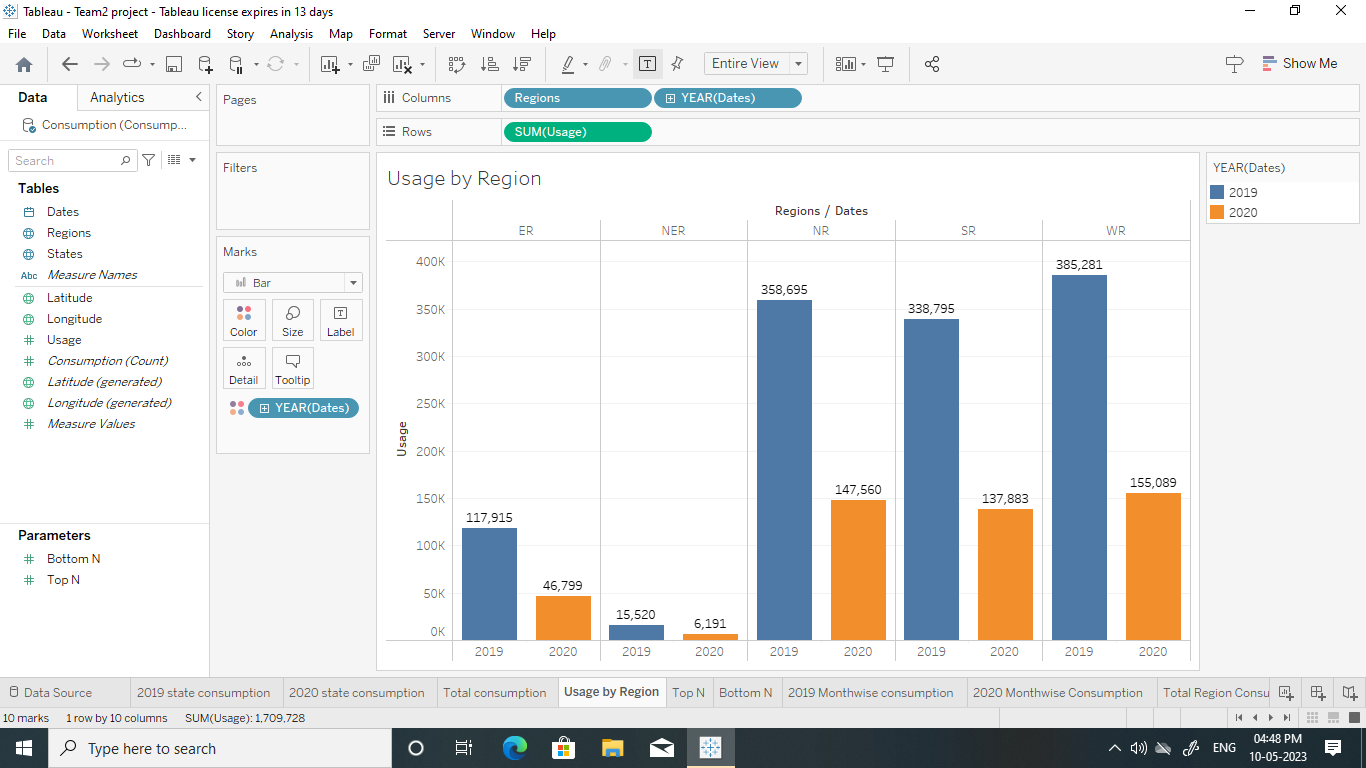 Tableau - Team2 project - Tableau license expires in 13 days
File Data Worksheet Dashboard Story Analysis Map Format Server Window Help
Entire View
Show Me
Data Analytics
Consumption (Consump...
Search
Tables
Dates
Regions
States
Abc Measure Names
Latitude
Longitude
Usage
Consumption (Count)
Latitude (generated)
Longitude (generated)
Measure Values
Parameters
Bottom N
Top N
Pages
Filters
Marks
Bar
Color Size Label
Detail Tooltip
YEAR(Dates)
Columns Regions YEAR(Dates)
Rows SUM(Usage)
Usage by Region
Regions / Dates
ER NER NR SR WR
Usage
400K
350K
300K
250K
200K
150K
100K
50K
0K
117,915
46,799
15,520
6,191
358,695
147,560
338,795
137,883
385,281
155,089
2019 2020 2019 2020 2019 2020 2019 2020 2019 2020
YEAR(Dates)
2019
2020
Data Source 2019 state consumption 2020 state consumption Total consumption Usage by Region Top N Bottom N 2019 Monthwise consumption 2020 Monthwise Consumption Total Region Consu
10 marks 1 row by 10 columns SUM(Usage): 1,709,728
Type here to search
ENG
04:48 PM
10-05-2023